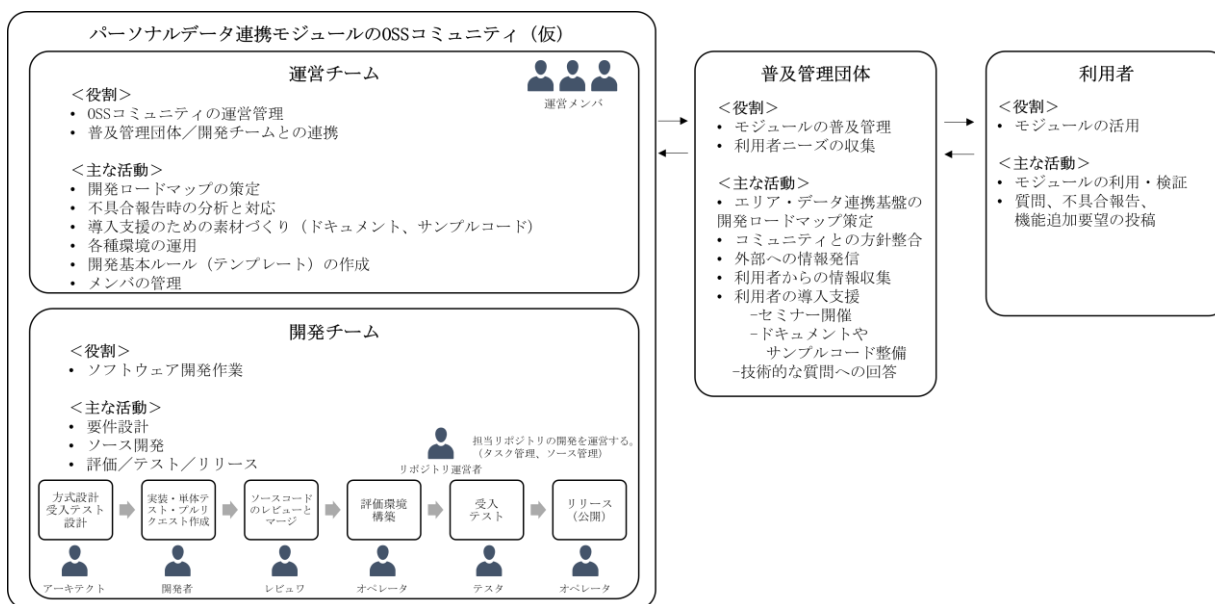 パーソナルデータ連携モジュールのOSSコミュニティ（仮）
運営チーム
運営メンバ
＜役割＞
• OSSコミュニティの運営管理
• 普及管理団体／開発チームとの連携
＜主な活動＞
• 開発ロードマップの策定
• 不具合報告時の分析と対応
• 導入支援のための素材づくり（ドキュメント、サンプルコード）
• 各種環境の運用
• 開発基本ルール（テンプレート）の作成
• メンバの管理
開発チーム
＜役割＞
• ソフトウェア開発作業
＜主な活動＞
• 要件設計
• ソース開発
• 評価／テスト／リリース
リポジトリ運営者
担当リポジトリの開発を運営する。
（タスク管理、ソース管理）
方式設計
受入テスト
設計
実装・単体テ
スト・プルリ
クエスト作成
ソースコード
のレビューと
マージ
評価環境
構築
受入
テスト
リリース
（公開）
アーキテクト
開発者
レビュワ
オペレータ
テスタ
オペレータ
普及管理団体
＜役割＞
• モジュールの普及管理
• 利用者ニーズの収集
＜主な活動＞
• エリア・データ連携基盤の
開発ロードマップ策定
• コミュニティとの方針整合
• 外部への情報発信
• 利用者からの情報収集
• 利用者の導入支援
－セミナー開催
－ドキュメントや
サンプルコード整備
－技術的な質問への回答
利用者
＜役割＞
• モジュールの活用
＜主な活動＞
• モジュールの利用・検証
• 質問、不具合報告、
機能追加要望の投稿